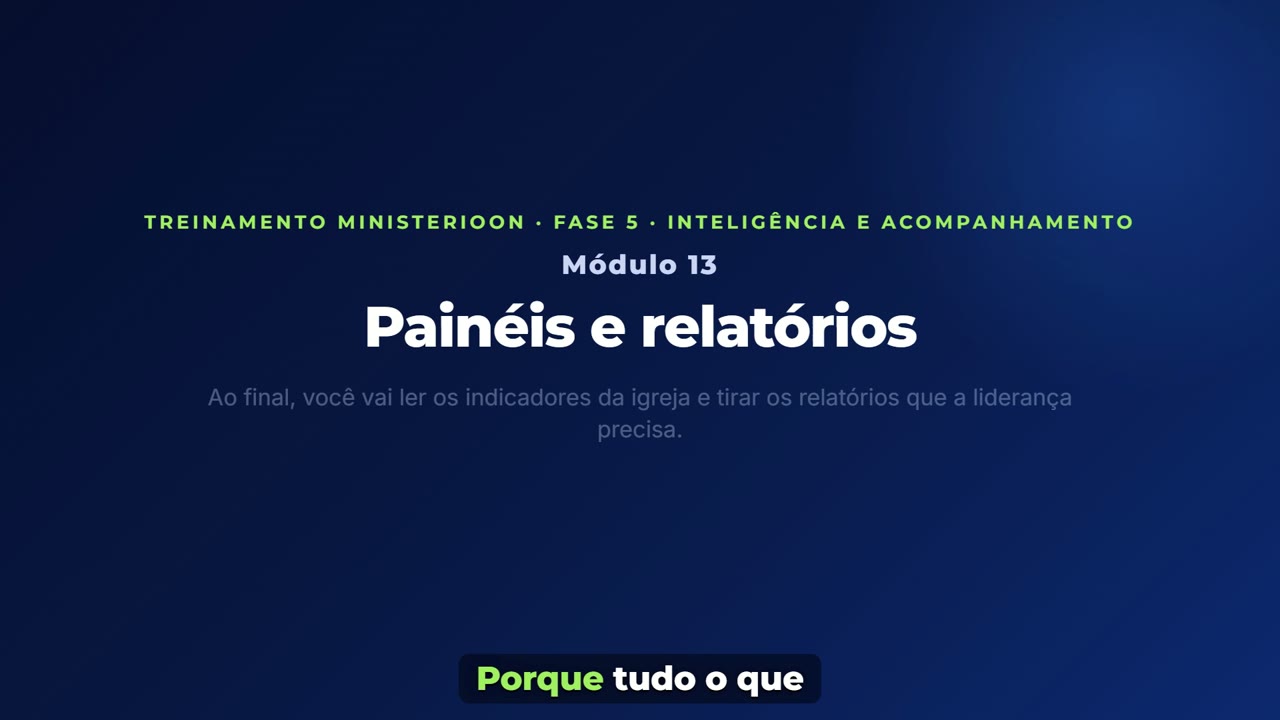 TREINAMENTO MINISTERIOON · FASE 5 · INTELIGÊNCIA E ACOMPANHAMENTO
Módulo 13
Painéis e relatórios
Ao final, você vai ler os indicadores da igreja e tirar os relatórios que a liderança
precisa.
Porque tudo o que